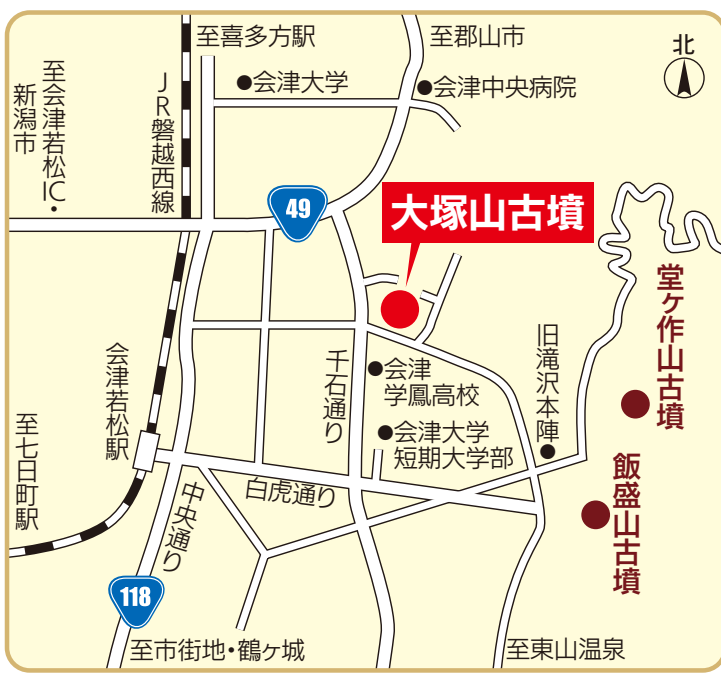 至喜多方駅
至郡山市
北
会津大学
会津中央病院
至会津若松IC・
新潟市
JR磐越西線
49
大塚山古墳
堂ヶ作山古墳
旧滝沢本陣
会津若松駅
千石通り
会津
学鳳高校
会津大学
短期大学部
至七日町駅
飯盛山古墳
白虎通り
中央通り
118
至市街地・鶴ヶ城
至東山温泉